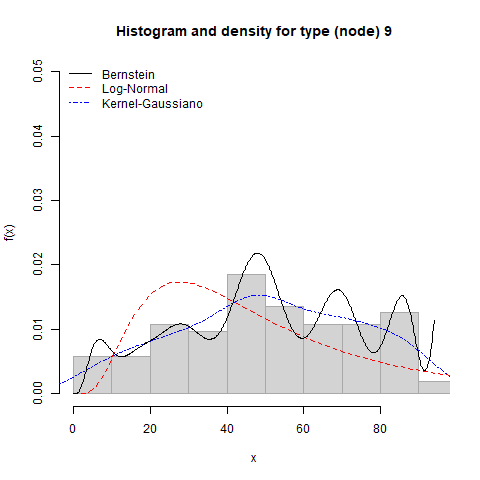 Histogram and density for type (node) 9
Bernstein
Log-Normal
Kernel-Gaussiano
f(x)
0.05
0.04
0.03
0.02
0.01
0.00
0 20 40 60 80
x